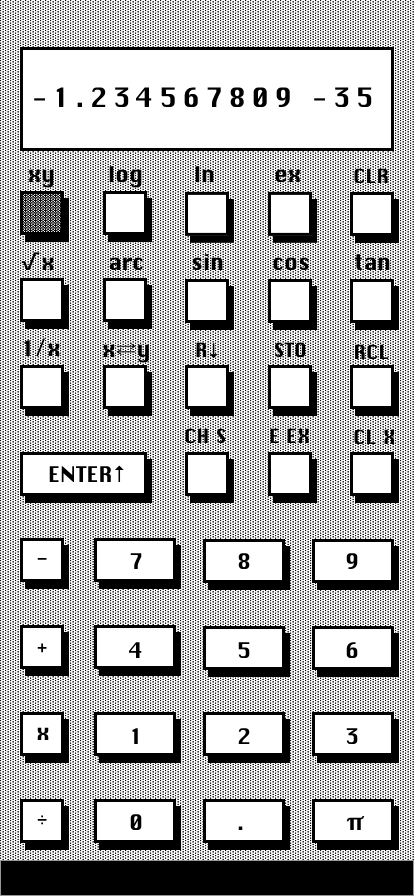 -1.234567809 -35
xy log ln ex CLR
√x arc sin cos tan
1/x x⇄y R↓ STO RCL
CH S E EX CL X
ENTER↑
- 7 8 9
+ 4 5 6
x 1 2 3
÷ 0 . π